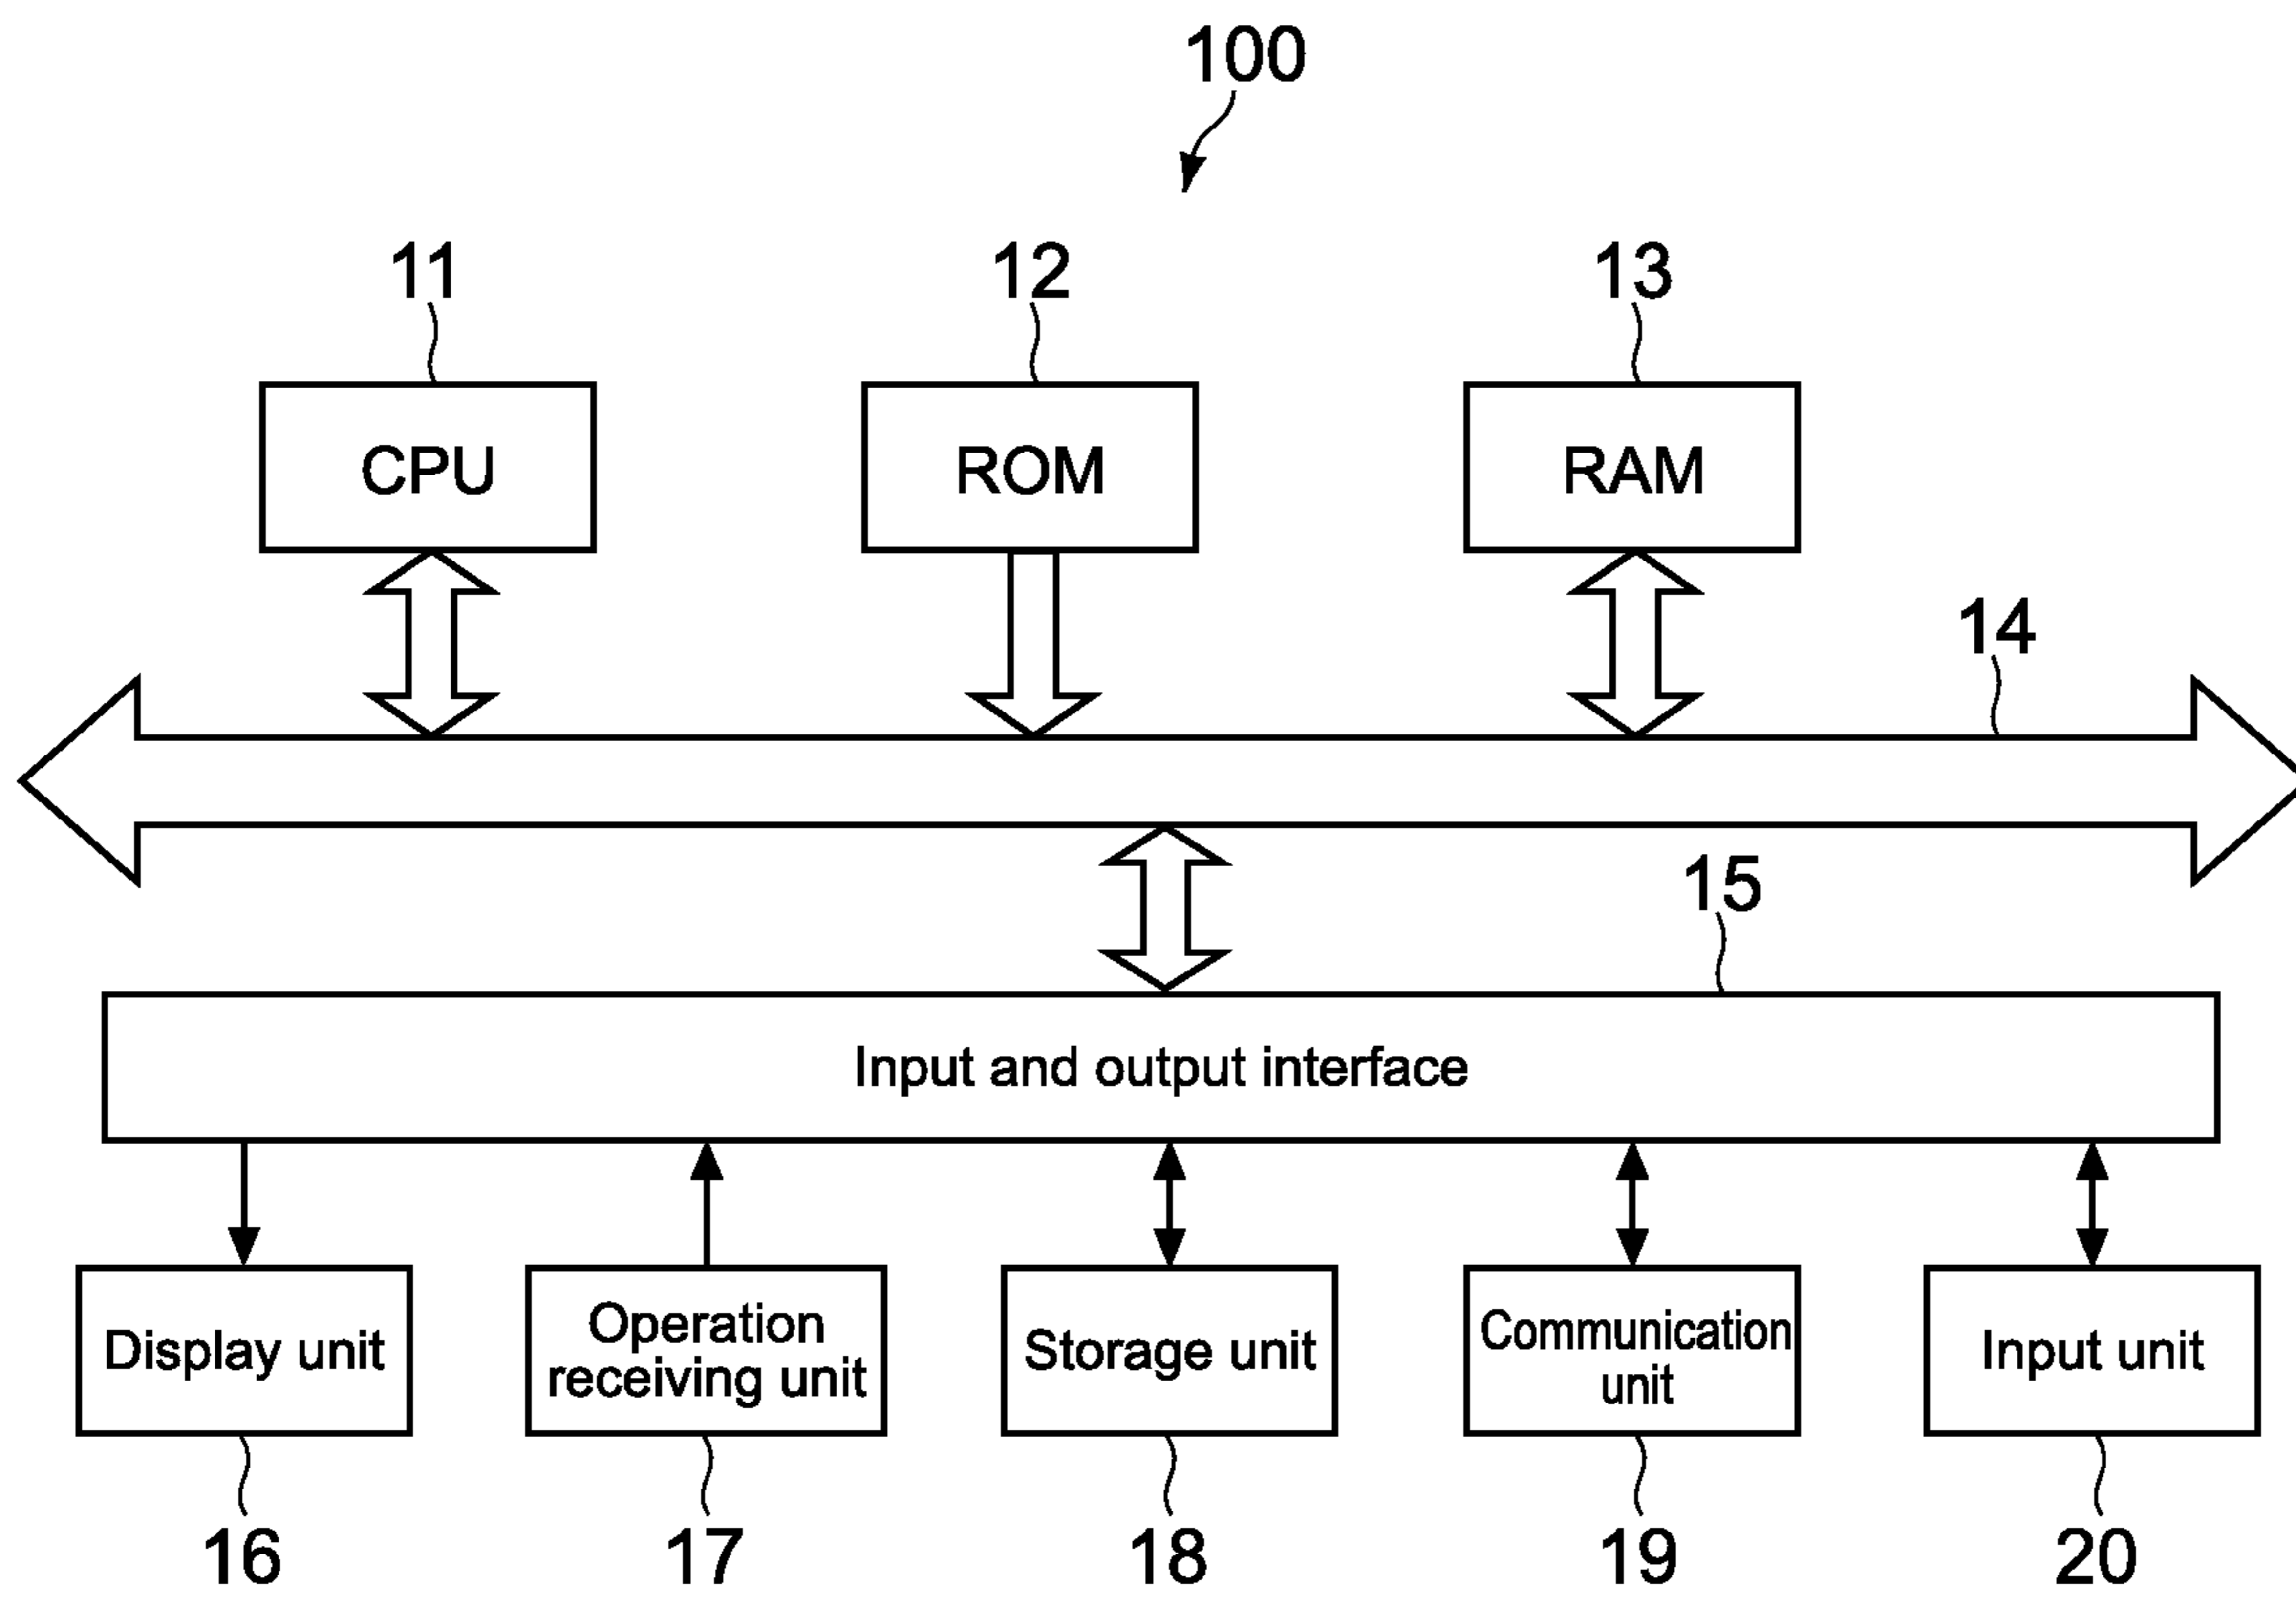 100
11
12
13
CPU
ROM
RAM
14
15
Input and output interface
Display unit
Operation
receiving unit
Storage unit
Communication
unit
Input unit
16
17
18
19
20